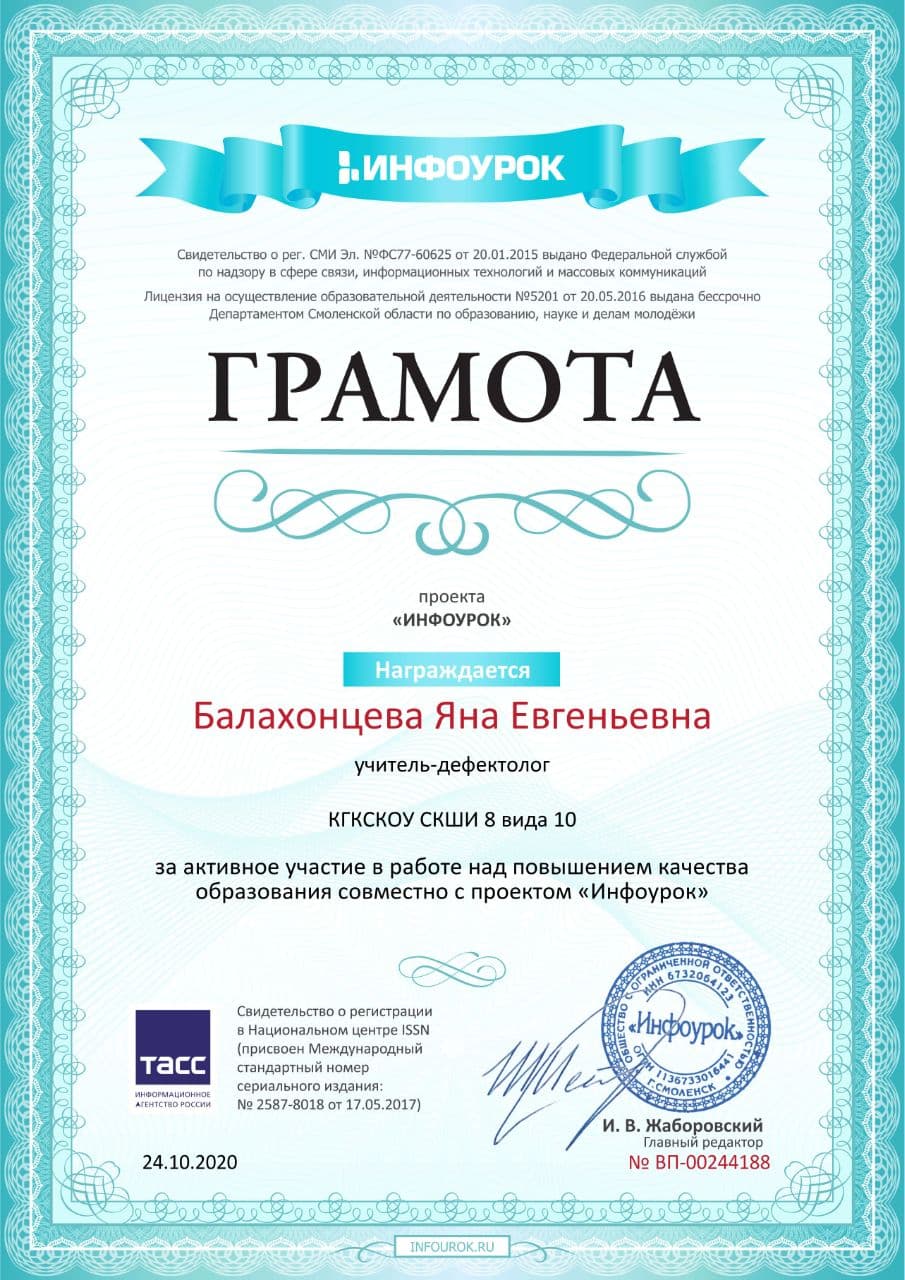 ИНФОУРОК
Свидетельство о рег. СМИ Эл. №ФС77-60625 от 20.01.2015 выдано Федеральной службой
по надзору в сфере связи, информационных технологий и массовых коммуникаций
Лицензия на осуществление образовательной деятельности №5201 от 20.05.2016 выдана бессрочно
Департаментом Смоленской области по образованию, науке и делам молодёжи
ГРАМОТА
проекта
«ИНФОУРОК»
Награждается
Балахонцева Яна Евгеньевна
учитель-дефектолог
КГКСКОУ СКШИ 8 вида 10
за активное участие в работе над повышением качества
образования совместно с проектом «Инфоурок»
тасс
ИНФОРМАЦИОННОЕ
АГЕНТСТВО РОССИИ
Свидетельство о регистрации
в Национальном центре ISSN
(присвоен Международный
стандартный номер
сериального издания:
№ 2587-8018 от 17.05.2017)
ОБЩЕСТВО С ОГРАНИЧЕННОЙ ОТВЕТСТВЕННОСТЬЮ
ИНН 6732064123
«Инфоурок»
ОГРН 1136733016441
Г.СМОЛЕНСК
И. В. Жаборовский
Главный редактор
24.10.2020
№ ВП-00244188
INFOUROK.RU